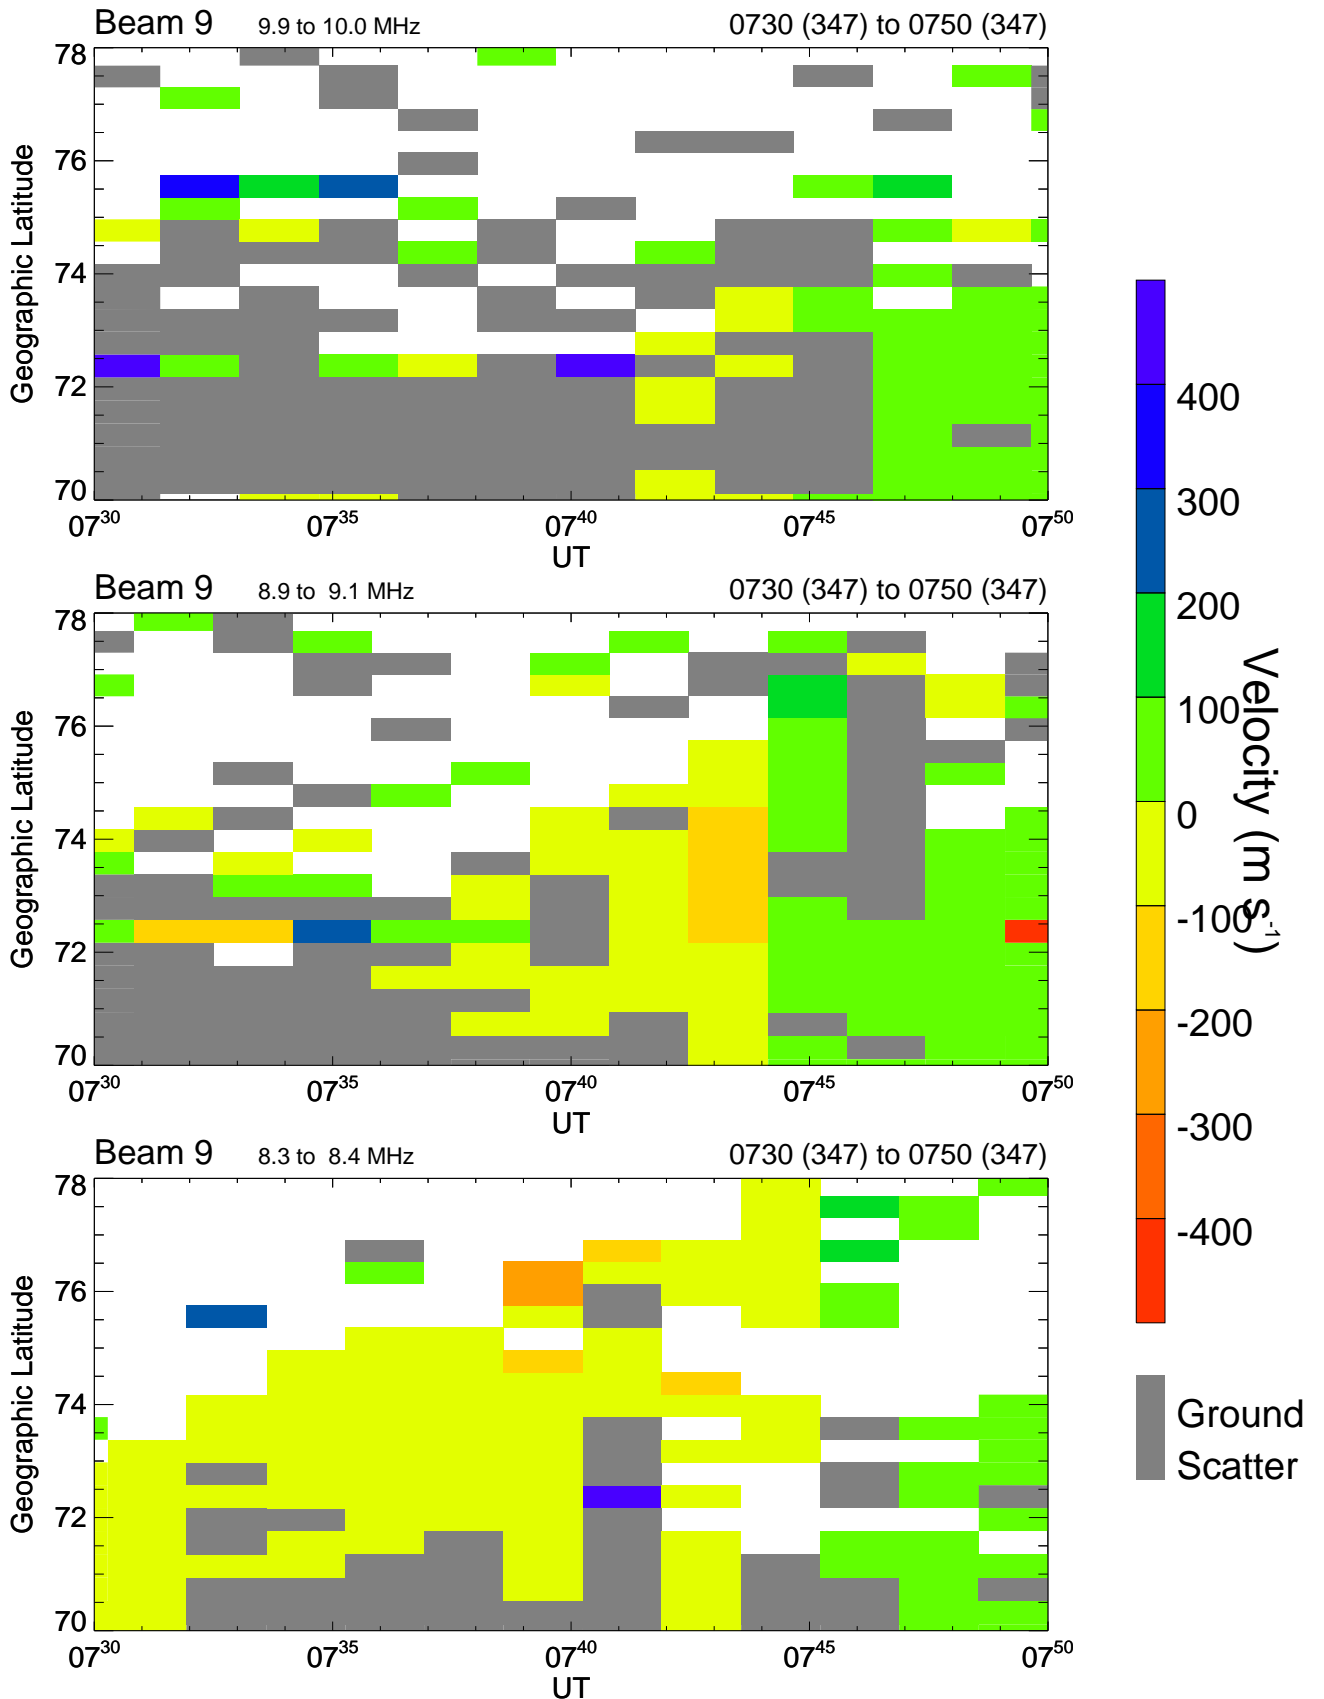 Beam 9 9.9 to 10.0 MHz 0730 (347) to 0750 (347)
78
76
74
72
70
Geographic Latitude
07³⁰ 07³⁵ 07⁴⁰ 07⁴⁵ 07⁵⁰
UT
Beam 9 8.9 to 9.1 MHz 0730 (347) to 0750 (347)
78
76
74
72
70
Geographic Latitude
07³⁰ 07³⁵ 07⁴⁰ 07⁴⁵ 07⁵⁰
UT
Beam 9 8.3 to 8.4 MHz 0730 (347) to 0750 (347)
78
76
74
72
70
Geographic Latitude
07³⁰ 07³⁵ 07⁴⁰ 07⁴⁵ 07⁵⁰
UT
400
300
200
100
0
-100
-200
-300
-400
Velocity (m s⁻¹)
Ground
Scatter